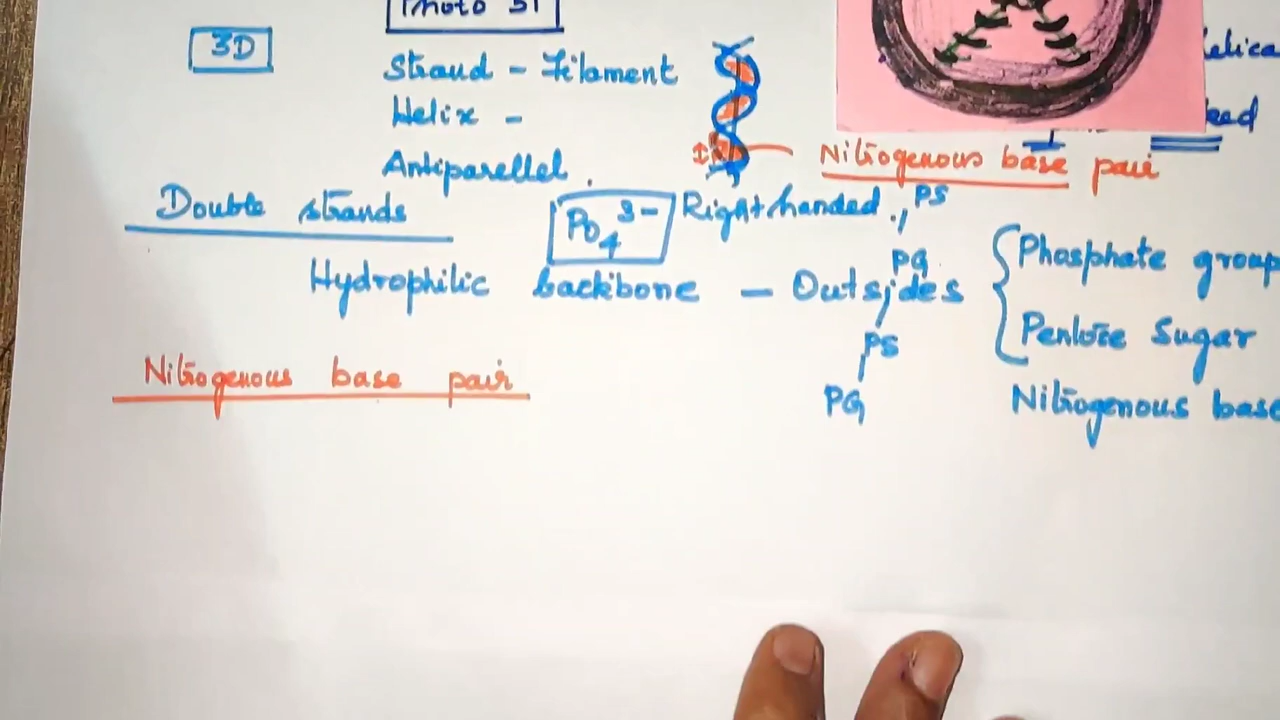 Photo 51
3D
Strand - Filament
Helix -
Antiparellel.
Nitrogenous base pair
Double strands
PO4 3-
Right handed.
PS
PG
Hydrophilic backbone - Outsides
PS
PG
Phosphate group
Pentose Sugar
Nitrogenous base
Nitrogenous base pair